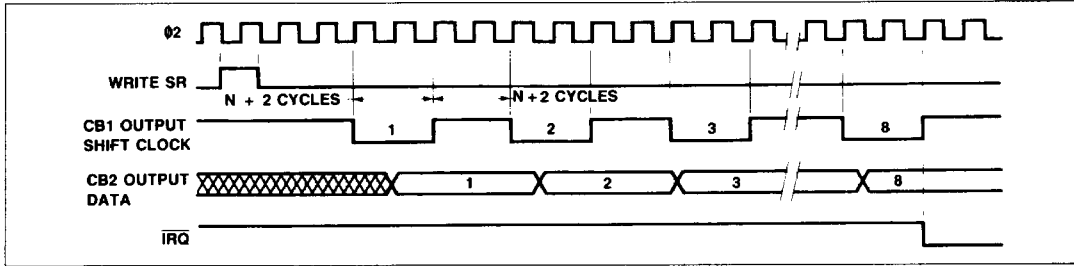 ϕ2
WRITE SR
N + 2 CYCLES
N + 2 CYCLES
CB1 OUTPUT
SHIFT CLOCK
1
2
3
8
CB2 OUTPUT
DATA
1
2
3
8
IRQ